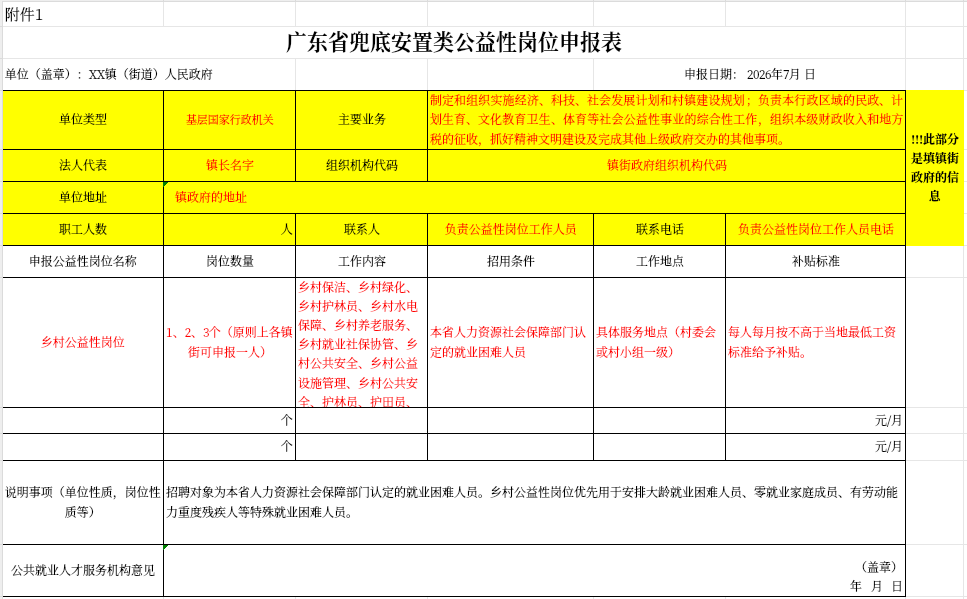 附件1
广东省兜底安置类公益性岗位申报表
单位（盖章）：XX镇（街道）人民政府
申报日期： 2026年7月 日
单位类型
基层国家行政机关
主要业务
制定和组织实施经济、科技、社会发展计划和村镇建设规划；负责本行政区域的民政、计
划生育、文化教育卫生、体育等社会公益性事业的综合性工作，组织本级财政收入和地方
税的征收，抓好精神文明建设及完成其他上级政府交办的其他事项。
!!!此部分
是填镇街
政府的信
息
法人代表
镇长名字
组织机构代码
镇街政府组织机构代码
单位地址
镇政府的地址
职工人数
人
联系人
负责公益性岗位工作人员
联系电话
负责公益性岗位工作人员电话
申报公益性岗位名称
岗位数量
工作内容
招用条件
工作地点
补贴标准
乡村公益性岗位
1、2、3个（原则上各镇
街可申报一人）
乡村保洁、乡村绿化、
乡村护林员、乡村水电
保障、乡村养老服务、
乡村就业社保协管、乡
村公共安全、乡村公益
设施管理、乡村公共安
全、护林员、护田员、
本省人力资源社会保障部门认
定的就业困难人员
具体服务地点（村委会
或村小组一级）
每人每月按不高于当地最低工资
标准给予补贴。
个
元/月
个
元/月
说明事项（单位性质，岗位性
质等）
招聘对象为本省人力资源社会保障部门认定的就业困难人员。乡村公益性岗位优先用于安排大龄就业困难人员、零就业家庭成员、有劳动能
力重度残疾人等特殊就业困难人员。
公共就业人才服务机构意见
（盖章）
年 月 日